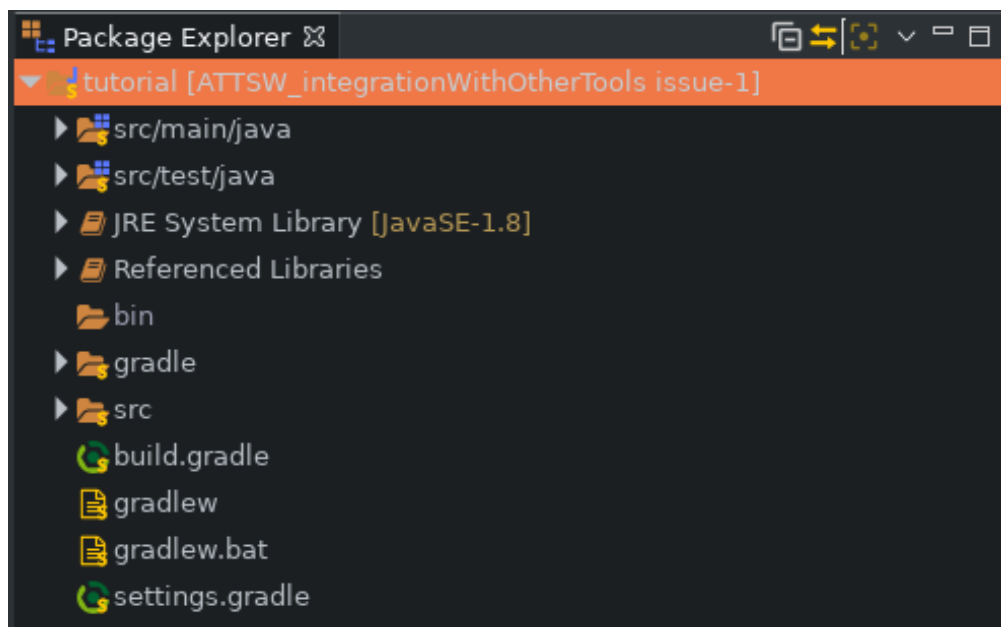 Package Explorer
tutorial [ATTSW_integrationWithOtherTools issue-1]
src/main/java
src/test/java
JRE System Library [JavaSE-1.8]
Referenced Libraries
bin
gradle
src
build.gradle
gradlew
gradlew.bat
settings.gradle